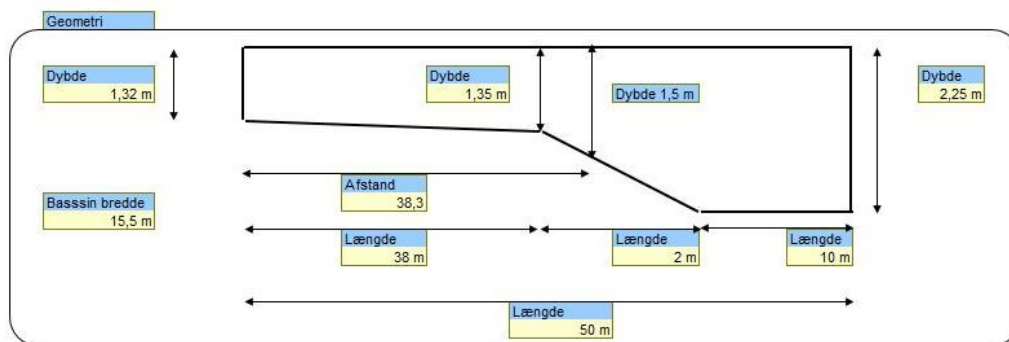 Geometri
Dybde
1,32 m
Dybde
1,35 m
Dybde 1,5 m
Dybde
2,25 m
Afstand
38,3
Basssin bredde
15,5 m
Længde
38 m
Længde
2 m
Længde
10 m
Længde
50 m